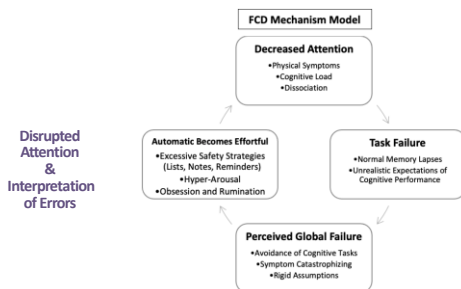 FCD Mechanism Model
Decreased Attention
•Physical Symptoms
•Cognitive Load
•Dissociation
Disrupted
Attention
&
Interpretation
of Errors
Automatic Becomes Effortful
•Excessive Safety Strategies
(Lists, Notes, Reminders)
•Hyper-Arousal
•Obsession and Rumination
Task Failure
•Normal Memory Lapses
•Unrealistic Expectations of
Cognitive Performance
Perceived Global Failure
•Avoidance of Cognitive Tasks
•Symptom Catastrophizing
•Rigid Assumptions